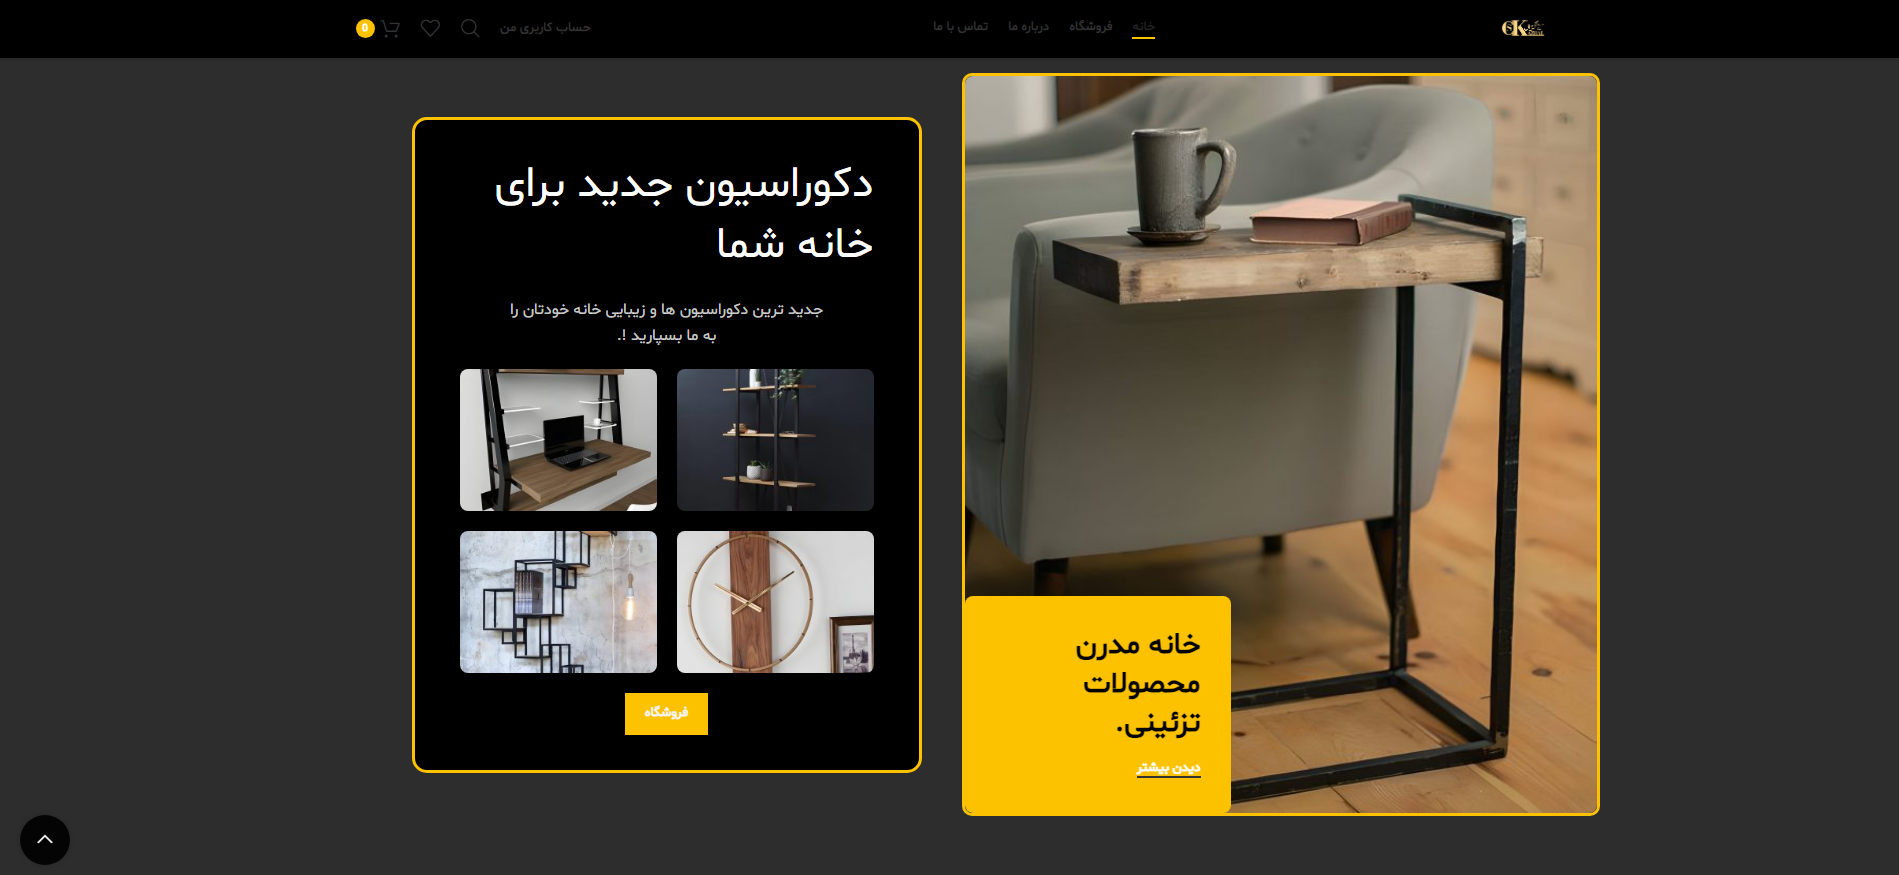 خانه
فروشگاه
درباره ما
تماس با ما
حساب کاربری من
0
دکوراسیون جدید برای
خانه شما
جدید ترین دکوراسیون ها و زیبایی خانه خودتان را
به ما بسپارید !.
فروشگاه
خانه مدرن
محصولات
تزئینی.
دیدن بیشتر